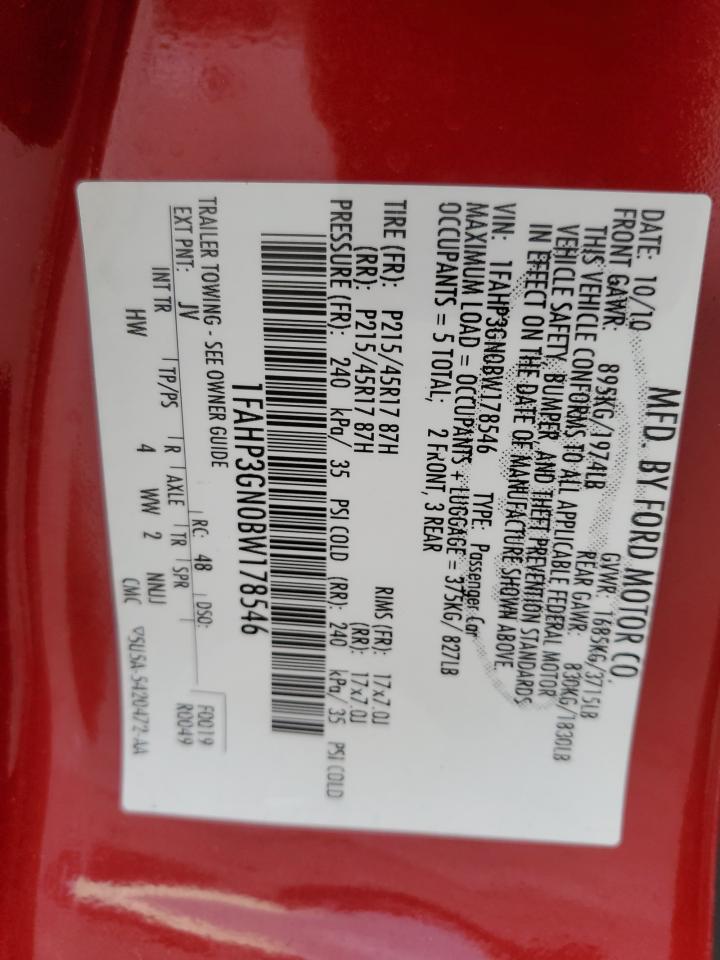 MFD. BY FORD MOTOR CO.
DATE: 10/10 GVWR: 1685KG/3715LB
FRONT GAWR: 895KG/1974LB REAR GAWR: 830KG/1830LB
THIS VEHICLE CONFORMS TO ALL APPLICABLE FEDERAL MOTOR
VEHICLE SAFETY, BUMPER, AND THEFT PREVENTION STANDARDS
IN EFFECT ON THE DATE OF MANUFACTURE SHOWN ABOVE.
VIN: 1FAHP3GN0BW178546 TYPE: Passenger Car
MAXIMUM LOAD = OCCUPANTS + LUGGAGE = 375KG/ 827LB
OCCUPANTS = 5 TOTAL, 2 FRONT, 3 REAR
TIRE (FR): P215/45R17 87H RIMS (FR): 17x7.0J
(RR): P215/45R17 87H (RR): 17x7.0J
PRESSURE (FR): 240 kPa/ 35 PSI COLD (RR): 240 kPa/ 35 PSI COLD
1FAHP3GN0BW178546
TRAILER TOWING - SEE OWNER GUIDE
EXT PNT: JV RC: 48 DSO: F0019
R0049
INT TR TP/PS R AXLE TR SPR
HW 4 WW 2 NNJJ
CMC 5U5A-5420472-AA